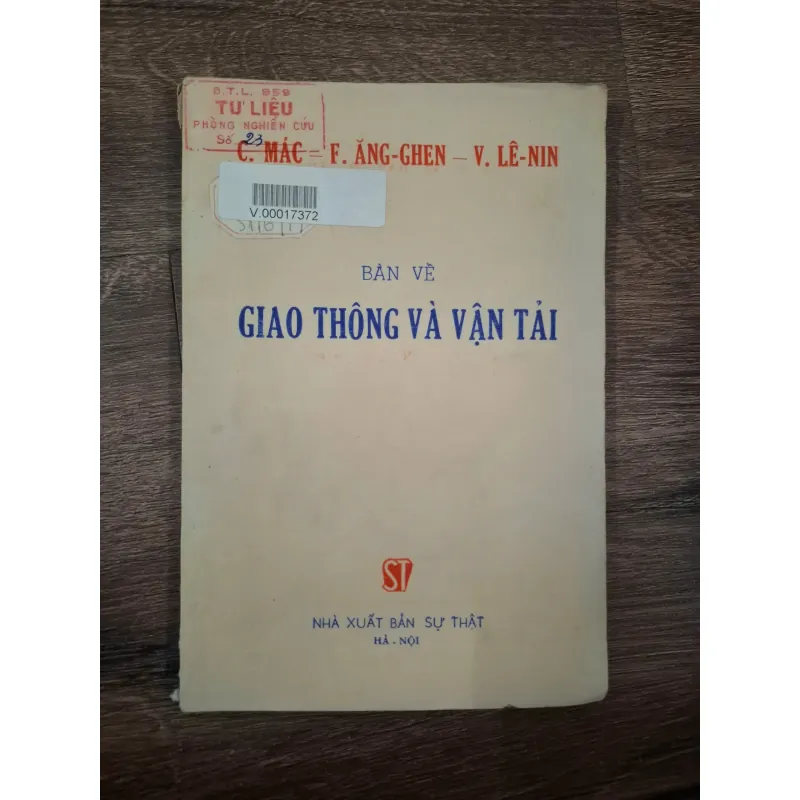 B.T.L. 959
TƯ LIỆU
PHÒNG NGHIÊN CỨU
Số 23
C. MÁC – F. ĂNG-GHEN – V. LÊ-NIN
V.00017372
BÀN VỀ
GIAO THÔNG VÀ VẬN TẢI
ST
NHÀ XUẤT BẢN SỰ THẬT
HÀ - NỘI